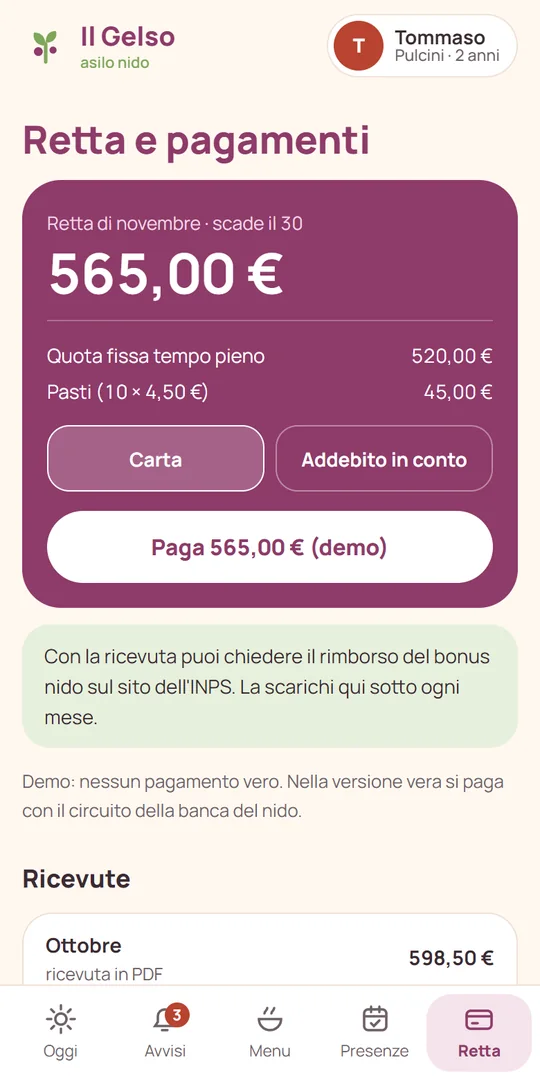 Il Gelso
asilo nido
T
Tommaso
Pulcini · 2 anni
Retta e pagamenti
Retta di novembre · scade il 30
565,00 €
Quota fissa tempo pieno 520,00 €
Pasti (10 × 4,50 €) 45,00 €
Carta
Addebito in conto
Paga 565,00 € (demo)
Con la ricevuta puoi chiedere il rimborso del bonus
nido sul sito dell'INPS. La scarichi qui sotto ogni
mese.
Demo: nessun pagamento vero. Nella versione vera si paga
con il circuito della banca del nido.
Ricevute
Ottobre
598,50 €
ricevuta in PDF
3
Oggi
Avvisi
Menu
Presenze
Retta